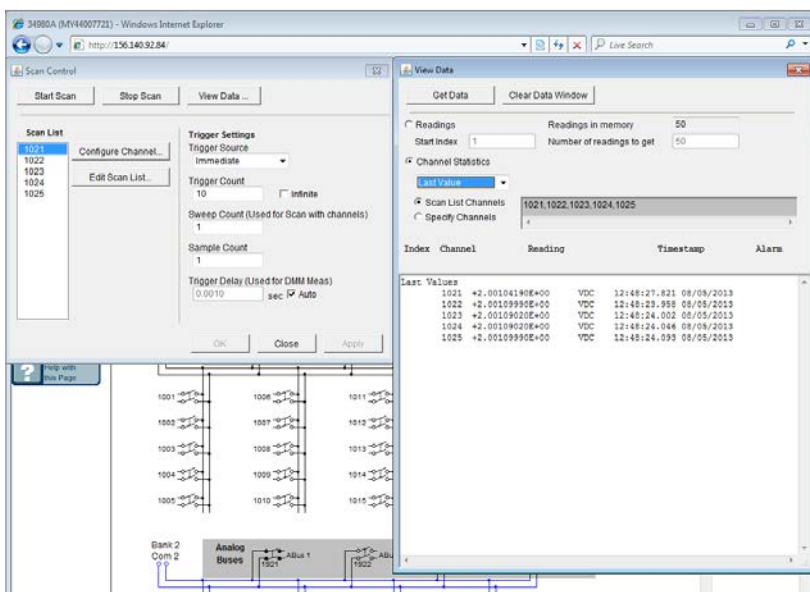 34980A (MY44007721) - Windows Internet Explorer
http://156.140.92.84/
Live Search
Scan Control
Start Scan
Stop Scan
View Data ...
Scan List
1021
1022
1023
1024
1025
Configure Channel...
Edit Scan List...
Trigger Settings
Trigger Source
Immediate
Trigger Count
10
Infinite
Sweep Count (Used for Scan with channels)
1
Sample Count
1
Trigger Delay (Used for DMM Meas)
0.0010
sec
Auto
OK
Close
Apply
View Data
Get Data
Clear Data Window
Readings
Readings in memory
50
Start Index
1
Number of readings to get
50
Channel Statistics
Last Value
Scan List Channels
1021,1022,1023,1024,1025
Specify Channels
Index Channel Reading Timestamp Alarm
Last Values
1021 +2.00104190E+00 VDC 12:48:27.821 08/05/2013
1022 +2.00109990E+00 VDC 12:48:23.958 08/05/2013
1023 +2.00109020E+00 VDC 12:48:24.002 08/05/2013
1024 +2.00109020E+00 VDC 12:48:24.046 08/05/2013
1025 +2.00109990E+00 VDC 12:48:24.093 08/05/2013
Help with
this Page
1001
1006
1011
1002
1007
1012
1003
1008
1013
1004
1009
1014
1005
1010
1015
Bank 2
Com 2
Analog
Buses
ABus 1
1921
1922
ABu